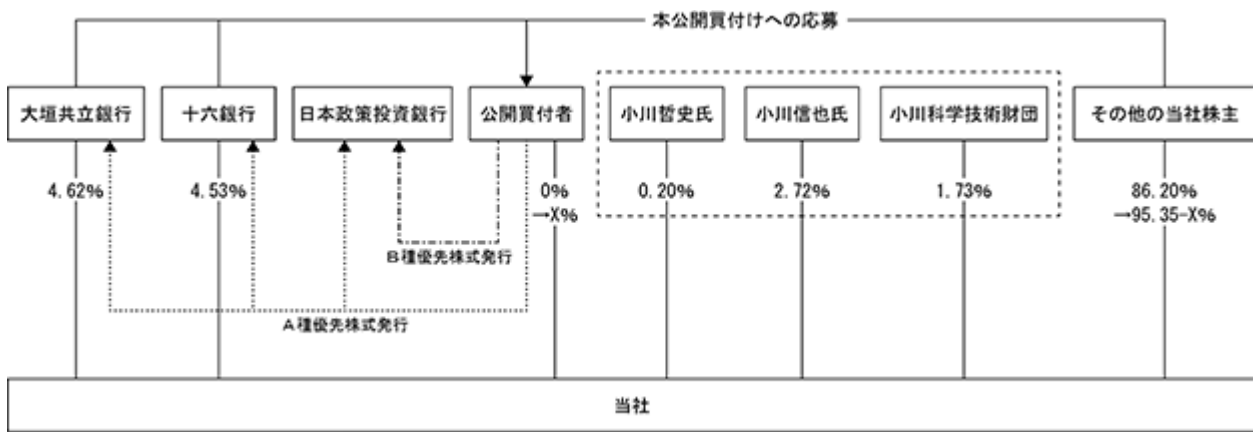 本公開買付けへの応募
大垣共立銀行
十六銀行
日本政策投資銀行
公開買付者
小川哲史氏
小川信也氏
小川科学技術財団
その他の当社株主
4.62%
4.53%
0%
→X%
0.20%
2.72%
1.73%
86.20%
→95.35-X%
B種優先株式発行
A種優先株式発行
当社